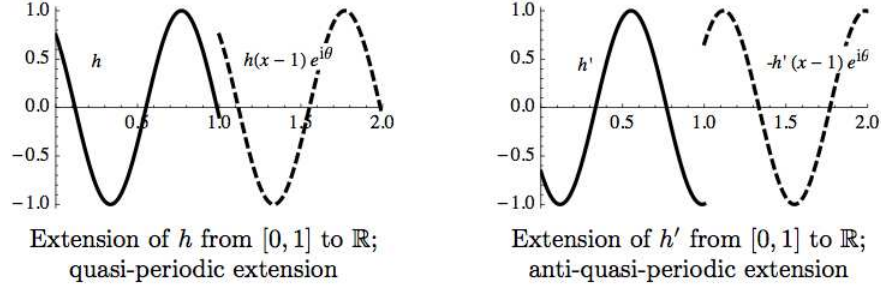 1.0
0.5
0.0
−0.5
−1.0
h
h(x − 1) e^{iθ}
0.5
1.0
1.5
2.0
Extension of h from [0, 1] to ℝ;
quasi-periodic extension
1.0
0.5
0.0
−0.5
−1.0
h'
-h' (x − 1) e^{iθ}
0.5
1.0
1.5
2.0
Extension of h′ from [0, 1] to ℝ;
anti-quasi-periodic extension